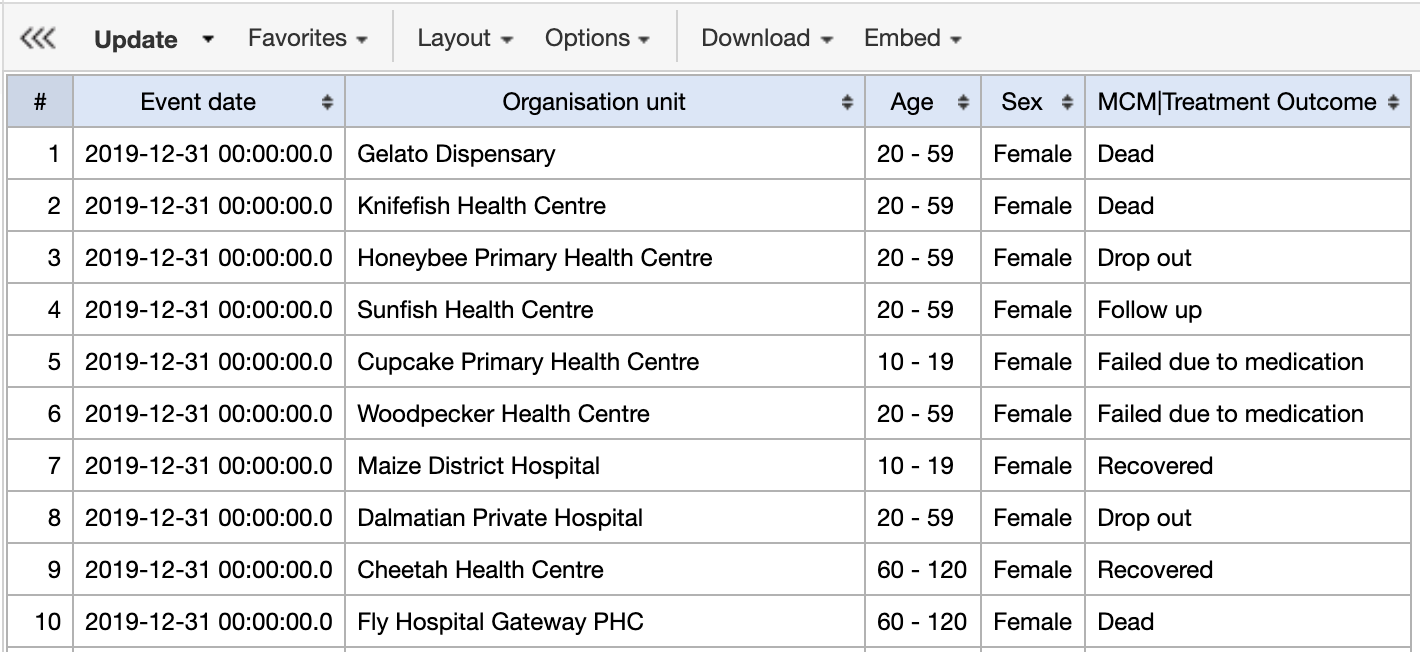 Update Favorites Layout Options Download Embed
# Event date Organisation unit Age Sex MCM|Treatment Outcome
1 2019-12-31 00:00:00.0 Gelato Dispensary 20 - 59 Female Dead
2 2019-12-31 00:00:00.0 Knifefish Health Centre 20 - 59 Female Dead
3 2019-12-31 00:00:00.0 Honeybee Primary Health Centre 20 - 59 Female Drop out
4 2019-12-31 00:00:00.0 Sunfish Health Centre 20 - 59 Female Follow up
5 2019-12-31 00:00:00.0 Cupcake Primary Health Centre 10 - 19 Female Failed due to medication
6 2019-12-31 00:00:00.0 Woodpecker Health Centre 20 - 59 Female Failed due to medication
7 2019-12-31 00:00:00.0 Maize District Hospital 10 - 19 Female Recovered
8 2019-12-31 00:00:00.0 Dalmatian Private Hospital 20 - 59 Female Drop out
9 2019-12-31 00:00:00.0 Cheetah Health Centre 60 - 120 Female Recovered
10 2019-12-31 00:00:00.0 Fly Hospital Gateway PHC 60 - 120 Female Dead